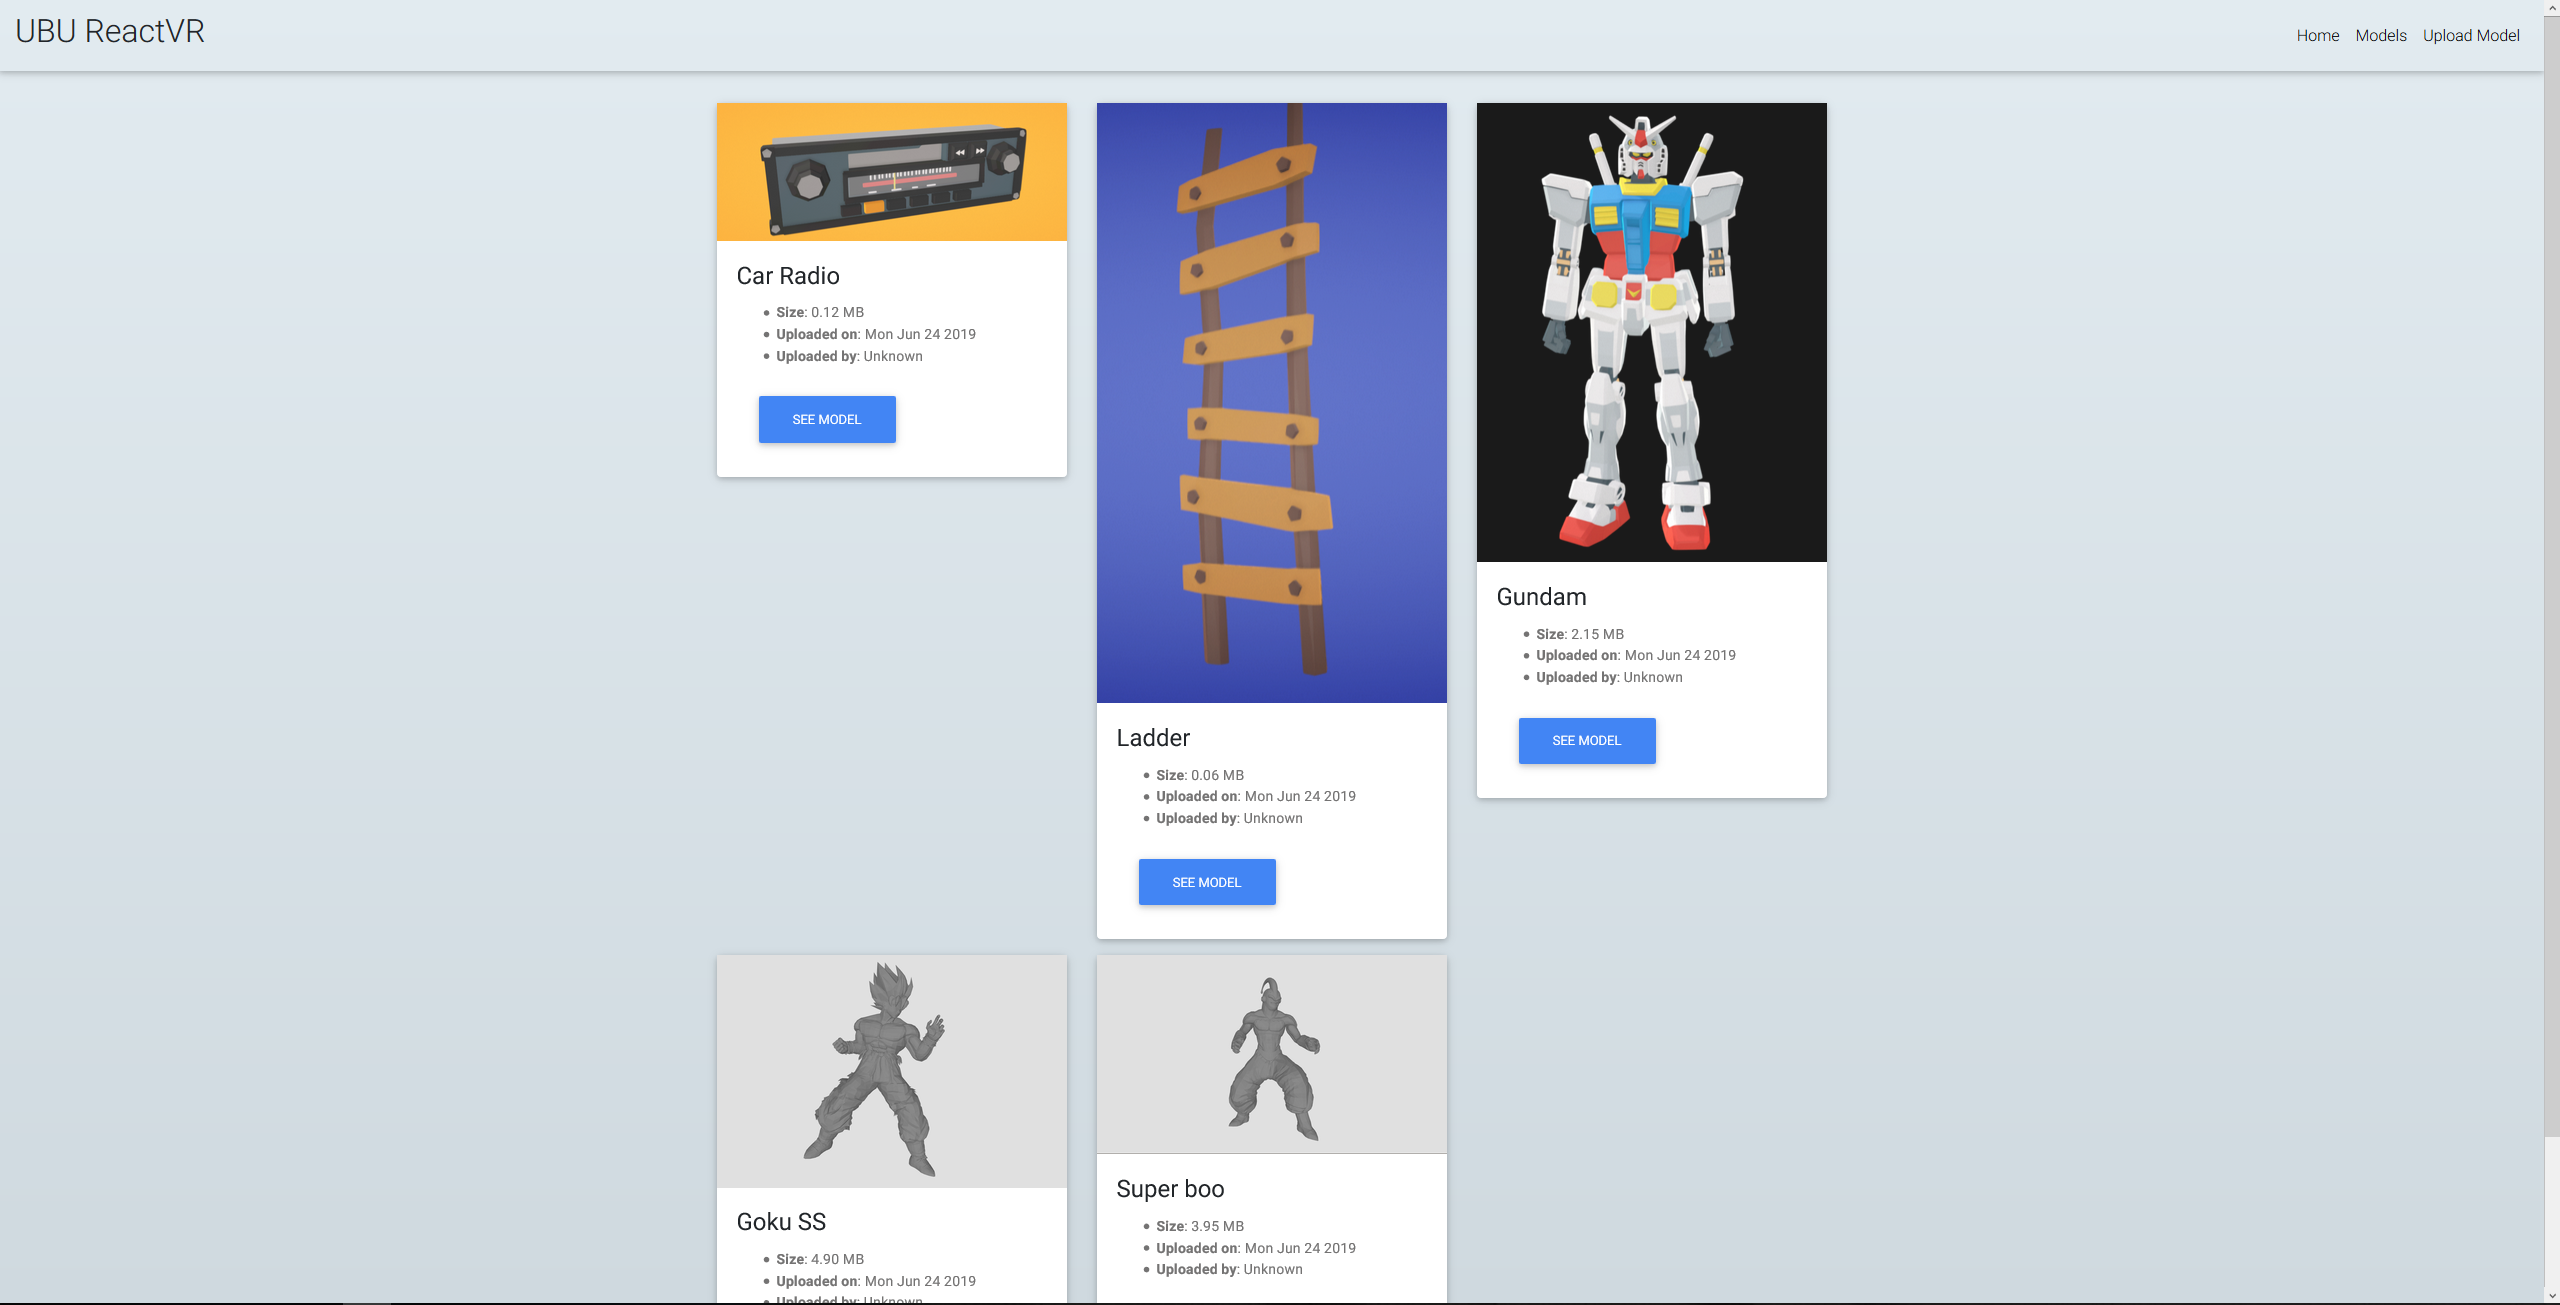 UBU ReactVR
Home Models Upload Model
Car Radio
Size: 0.12 MB
Uploaded on: Mon Jun 24 2019
Uploaded by: Unknown
SEE MODEL
Ladder
Size: 0.06 MB
Uploaded on: Mon Jun 24 2019
Uploaded by: Unknown
SEE MODEL
Gundam
Size: 2.15 MB
Uploaded on: Mon Jun 24 2019
Uploaded by: Unknown
SEE MODEL
Goku SS
Size: 4.90 MB
Uploaded on: Mon Jun 24 2019
Uploaded by: Unknown
Super boo
Size: 3.95 MB
Uploaded on: Mon Jun 24 2019
Uploaded by: Unknown